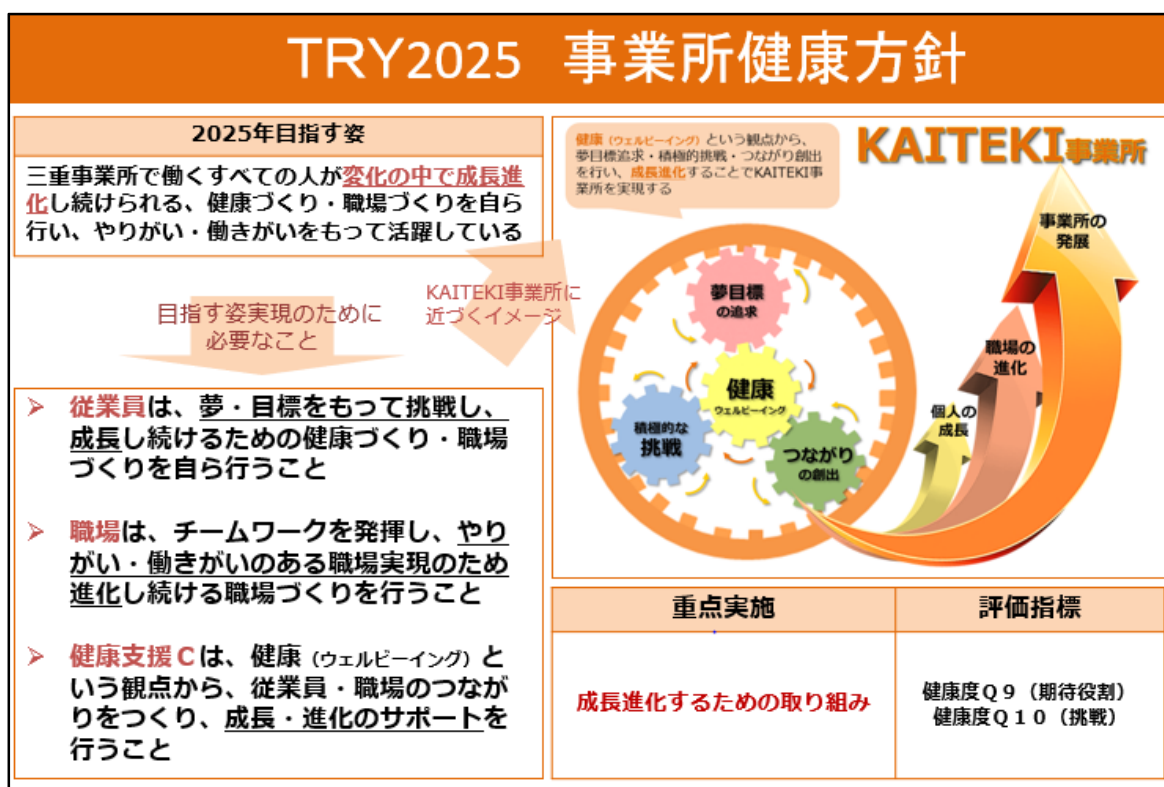 TRY2025 事業所健康方針
2025年目指す姿
三重事業所で働くすべての人が変化の中で成長進
化し続けられる、健康づくり・職場づくりを自ら
行い、やりがい・働きがいをもって活躍している
目指す姿実現のために
必要なこと
KAITEKI事業所に
近づくイメージ
➢ 従業員は、夢・目標をもって挑戦し、
成長し続けるための健康づくり・職場
づくりを自ら行うこと
➢ 職場は、チームワークを発揮し、やり
がい・働きがいのある職場実現のため
進化し続ける職場づくりを行うこと
➢ 健康支援Cは、健康（ウェルビーイング）と
いう観点から、従業員・職場のつなが
りをつくり、成長・進化のサポートを
行うこと
健康（ウェルビーイング）という観点から、
夢目標追求・積極的挑戦・つながり創出
を行い、成長進化することでKAITEKI事
業所を実現する
KAITEKI事業所
夢目標
の追求
健康
ウェルビーイング
積極的な
挑戦
つながり
の創出
個人の
成長
職場の
進化
事業所の
発展
重点実施
評価指標
成長進化するための取り組み
健康度Q９（期待役割）
健康度Q１０（挑戦）